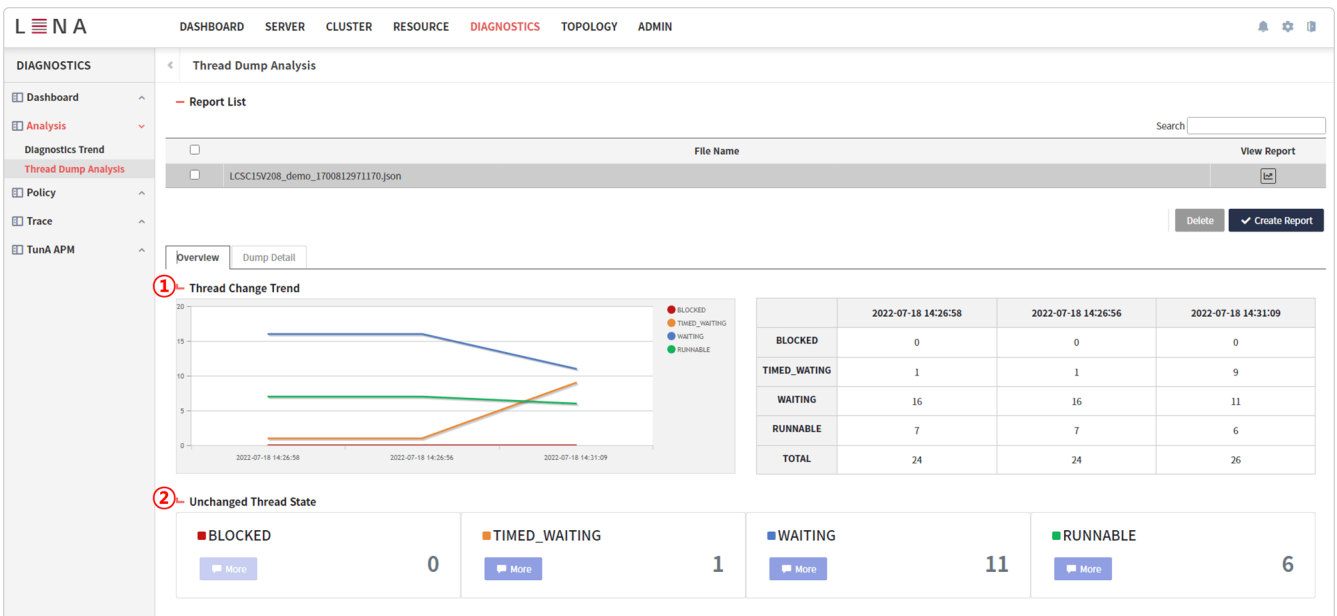 LENA
DASHBOARD SERVER CLUSTER RESOURCE DIAGNOSTICS TOPOLOGY ADMIN
DIAGNOSTICS
Dashboard
Analysis
Diagnostics Trend
Thread Dump Analysis
Policy
Trace
TunA APM
Thread Dump Analysis
Report List
Search
File Name View Report
LCSC15V208_demo_1700812971170.json
Delete Create Report
Overview Dump Detail
① Thread Change Trend
20
15
10
5
0
2022-07-18 14:26:58 2022-07-18 14:26:56 2022-07-18 14:31:09
BLOCKED
TIMED_WAITING
WAITING
RUNNABLE
2022-07-18 14:26:58 2022-07-18 14:26:56 2022-07-18 14:31:09
BLOCKED 0 0 0
TIMED_WATING 1 1 9
WAITING 16 16 11
RUNNABLE 7 7 6
TOTAL 24 24 26
② Unchanged Thread State
BLOCKED
More 0
TIMED_WAITING
More 1
WAITING
More 11
RUNNABLE
More 6